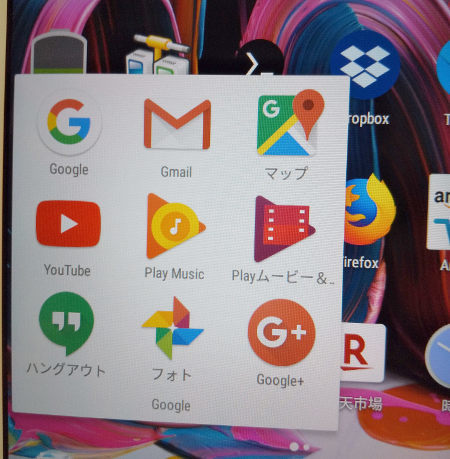 Google
Gmail
マップ
YouTube
Play Music
Playムービー＆..
ハングアウト
フォト
Google+
Google
ropbox
irefox
天市場
R
G+
G